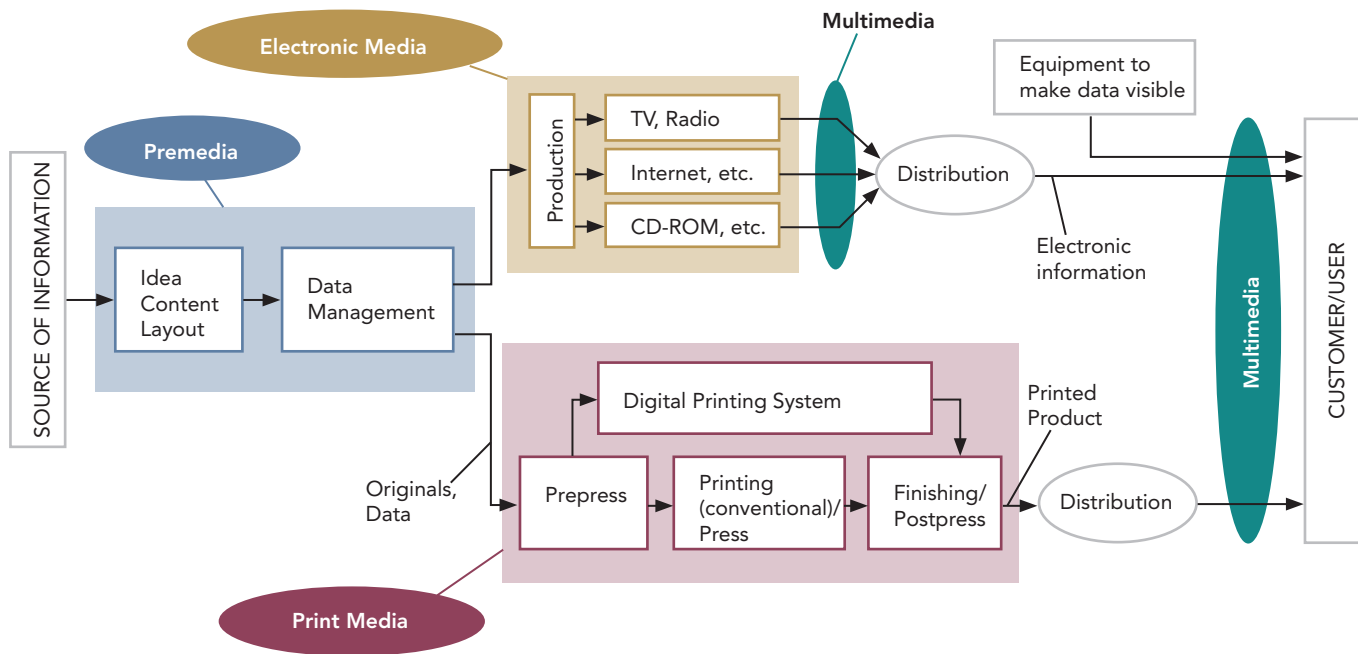 Electronic Media
Multimedia
Equipment to
make data visible
Premedia
SOURCE OF INFORMATION
Idea
Content
Layout
Data
Management
Production
TV, Radio
Internet, etc.
CD-ROM, etc.
Distribution
Electronic
information
Multimedia
CUSTOMER/USER
Originals,
Data
Digital Printing System
Prepress
Printing
(conventional)/
Press
Finishing/
Postpress
Printed
Product
Distribution
Print Media